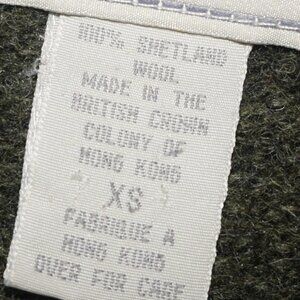 100% SHETLAND
WOOL
MADE IN THE
BRITISH CROWN
COLONY OF
HONG KONG
XS
FABRIQUE A
HONG KONG
OVER FOR CARE